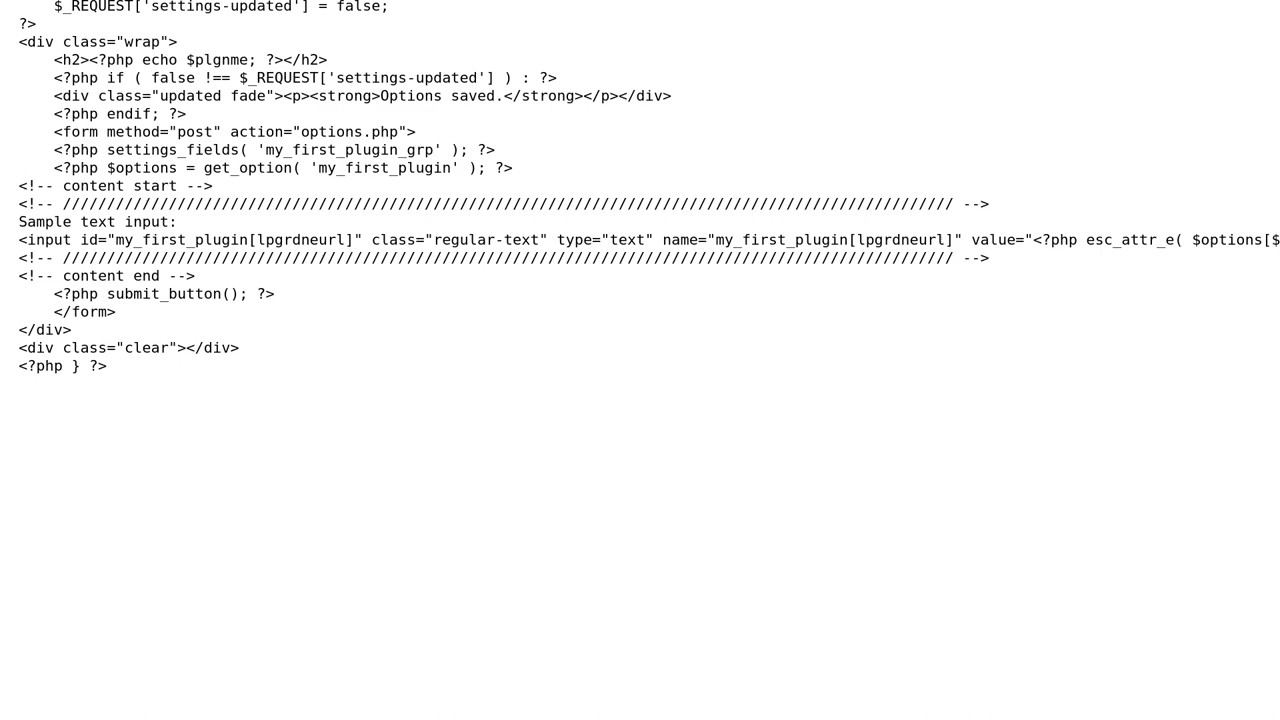 $_REQUEST['settings-updated'] = false;
?>
<div class="wrap">
<h2><?php echo $plgnme; ?></h2>
<?php if ( false !== $_REQUEST['settings-updated'] ) : ?>
<div class="updated fade"><p><strong>Options saved.</strong></p></div>
<?php endif; ?>
<form method="post" action="options.php">
<?php settings_fields( 'my_first_plugin_grp' ); ?>
<?php $options = get_option( 'my_first_plugin' ); ?>
<!-- content start -->
<!-- ///////////////////////////////////////////////////////////////////////////////////////////////////// -->
Sample text input:
<input id="my_first_plugin[lpgrdneurl]" class="regular-text" type="text" name="my_first_plugin[lpgrdneurl]" value="<?php esc_attr_e( $options[$
<!-- ///////////////////////////////////////////////////////////////////////////////////////////////////// -->
<!-- content end -->
<?php submit_button(); ?>
</form>
</div>
<div class="clear"></div>
<?php } ?>